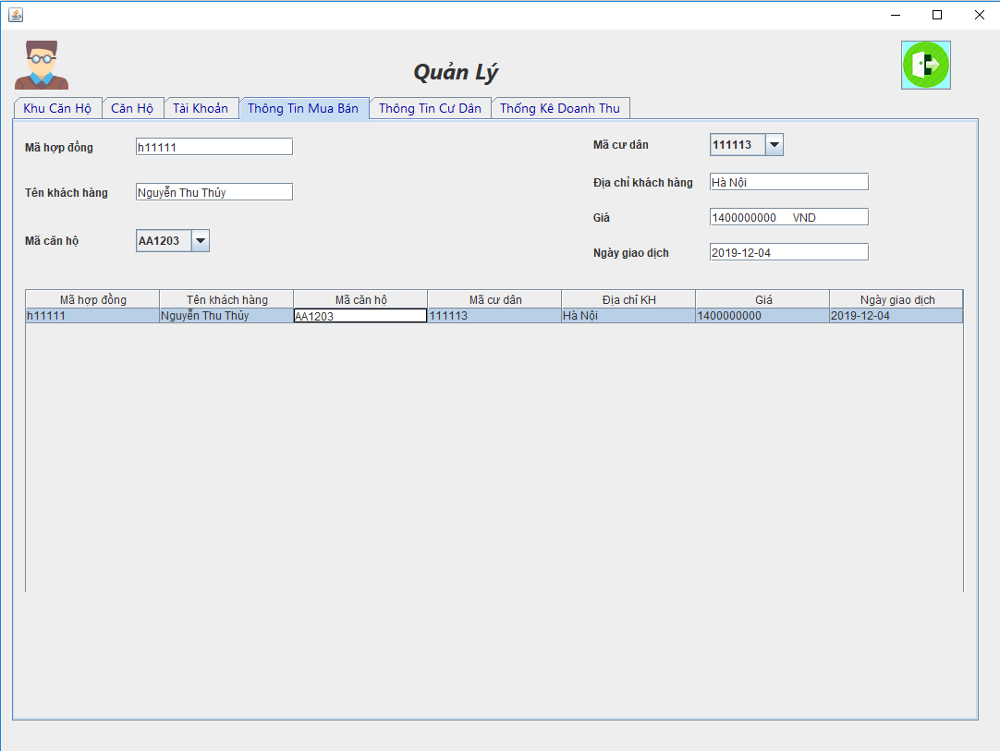 Quản Lý
Khu Căn Hộ Căn Hộ Tài Khoản Thông Tin Mua Bán Thông Tin Cư Dân Thống Kê Doanh Thu
Mã hợp đồng h11111
Tên khách hàng Nguyễn Thu Thủy
Mã căn hộ AA1203
Mã cư dân 111113
Địa chỉ khách hàng Hà Nội
Giá 1400000000 VND
Ngày giao dịch 2019-12-04
Mã hợp đồng Tên khách hàng Mã căn hộ Mã cư dân Địa chỉ KH Giá Ngày giao dịch
h11111 Nguyễn Thu Thủy AA1203 111113 Hà Nội 1400000000 2019-12-04